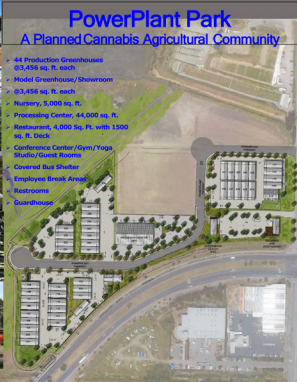 PowerPlant Park
A Planned Cannabis Agricultural Community
➢ 44 Production Greenhouses
@3,456 sq. ft. each
➢ Model Greenhouse/Showroom
➢ @3,456 sq. ft. each
➢ Nursery, 5,000 sq. ft.
➢ Processing Center, 44,000 sq. ft.
➢ Restaurant, 4,000 Sq. Ft. with 1500
sq. ft. Deck
➢ Conference Center/Gym/Yoga
Studio/Guest Rooms
➢ Covered Bus Shelter
➢ Employee Break Areas
➢ Restrooms
➢ Guardhouse